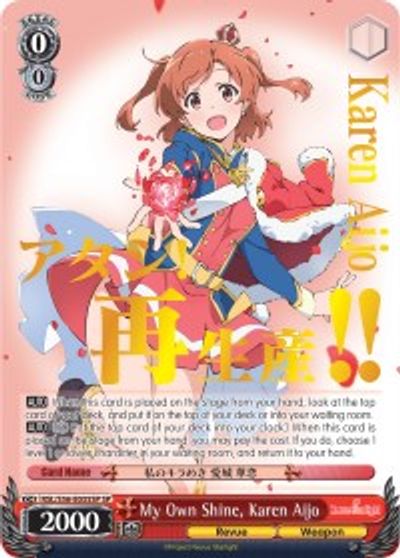 0
0
Karen Aijo
アタシ
再生産!!
AUTO When this card is placed on the stage from your hand, look at the top
card of your deck, and put it on the top of your deck or into your waiting room.
the top card of your deck into your clock] When this card is
placed on the stage from your hand, you may pay the cost. If you do, choose 1
level 0 or lower character in your waiting room, and return it to your hand.
Card Name
私のキラめき 愛城 華恋
2000
My Own Shine, Karen Aijo
Revue
Weapon